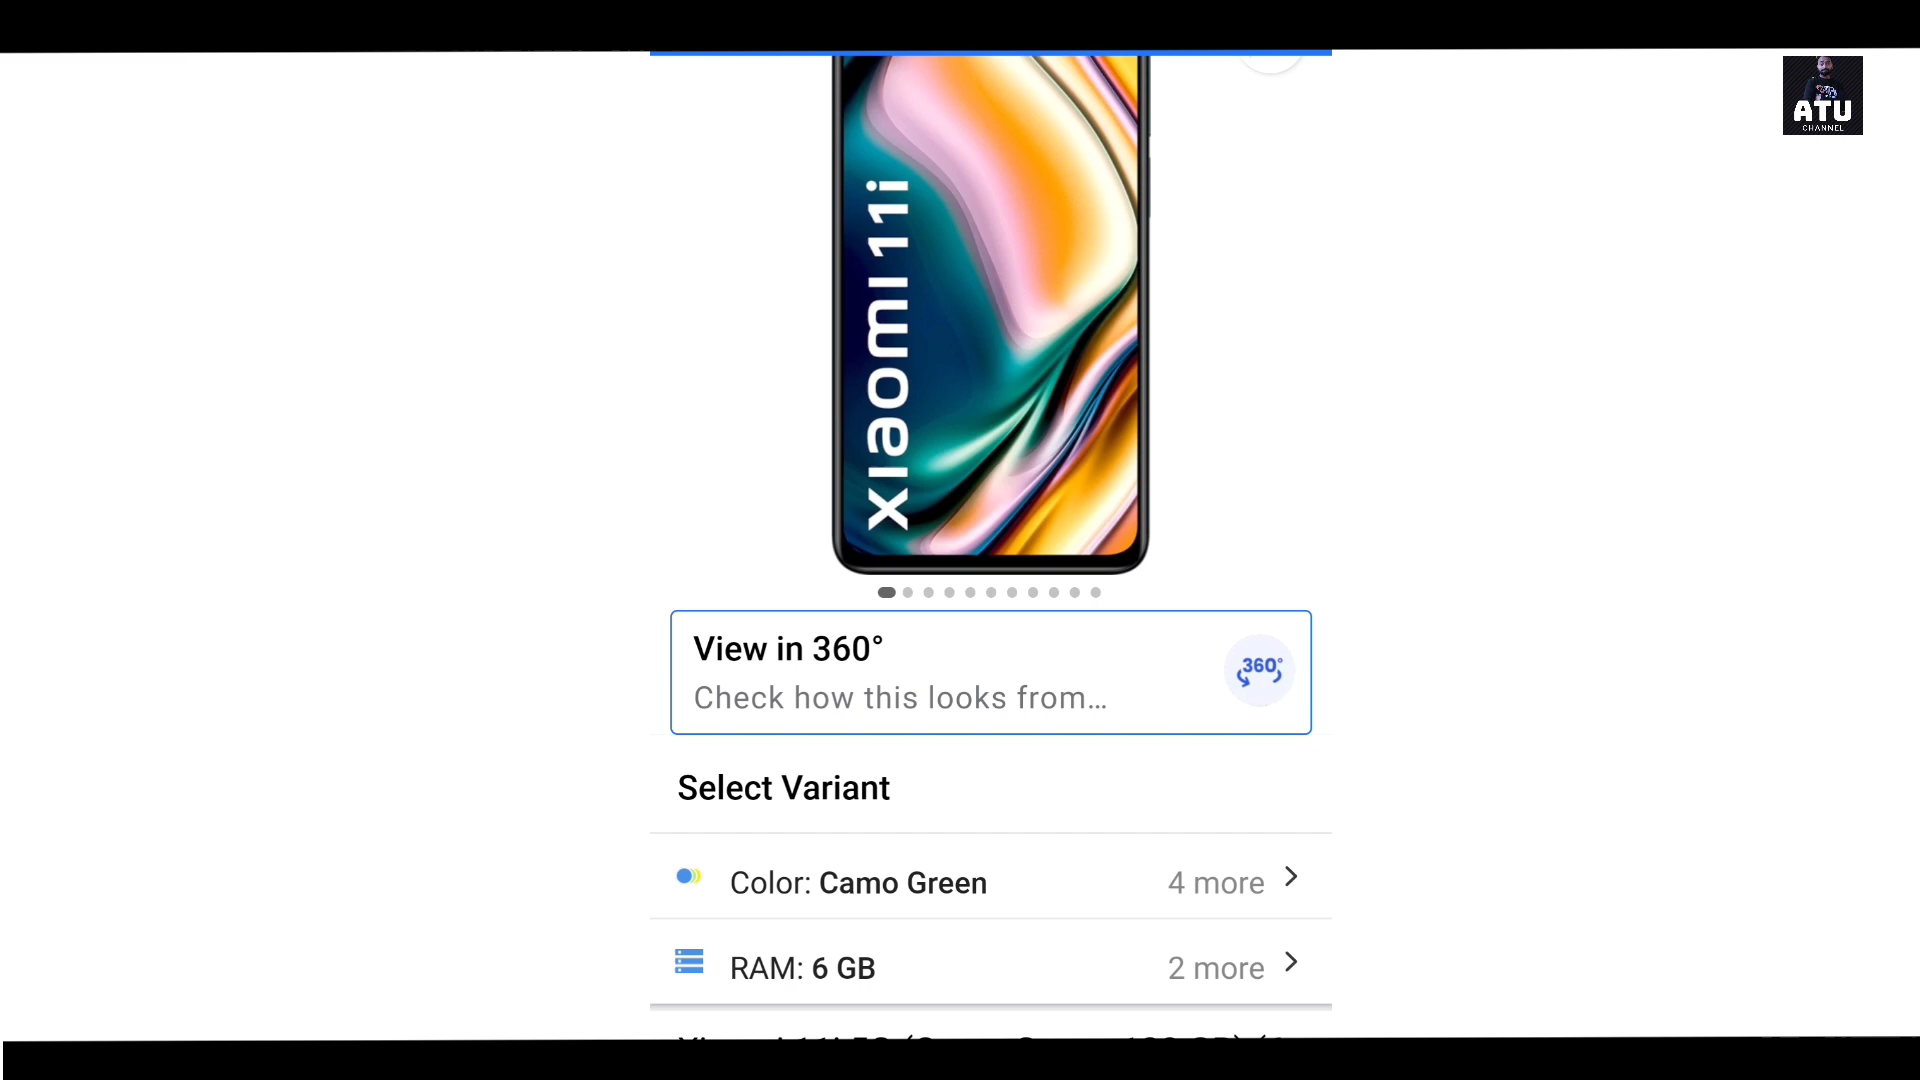 ATU
CHANNEL
xiaomi 11i
View in 360°
360°
Check how this looks from...
Select Variant
Color: Camo Green 4 more
RAM: 6 GB 2 more